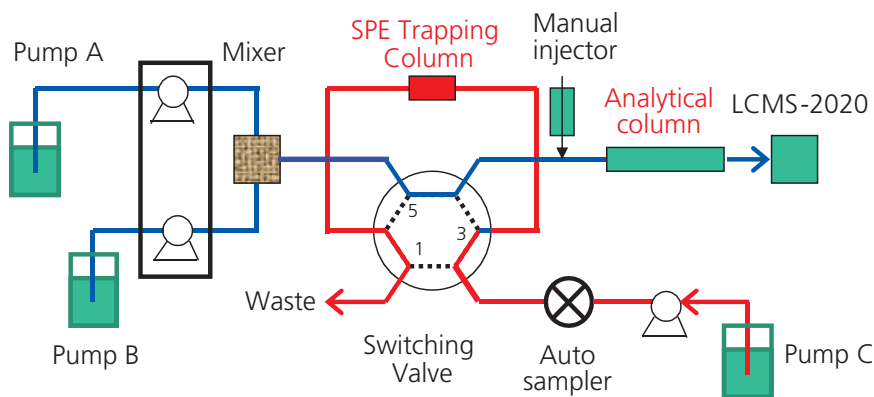 Pump A
Mixer
SPE Trapping
Column
Manual
injector
Analytical
column
LCMS-2020
5
1
3
Waste
Pump B
Switching
Valve
Auto
sampler
Pump C